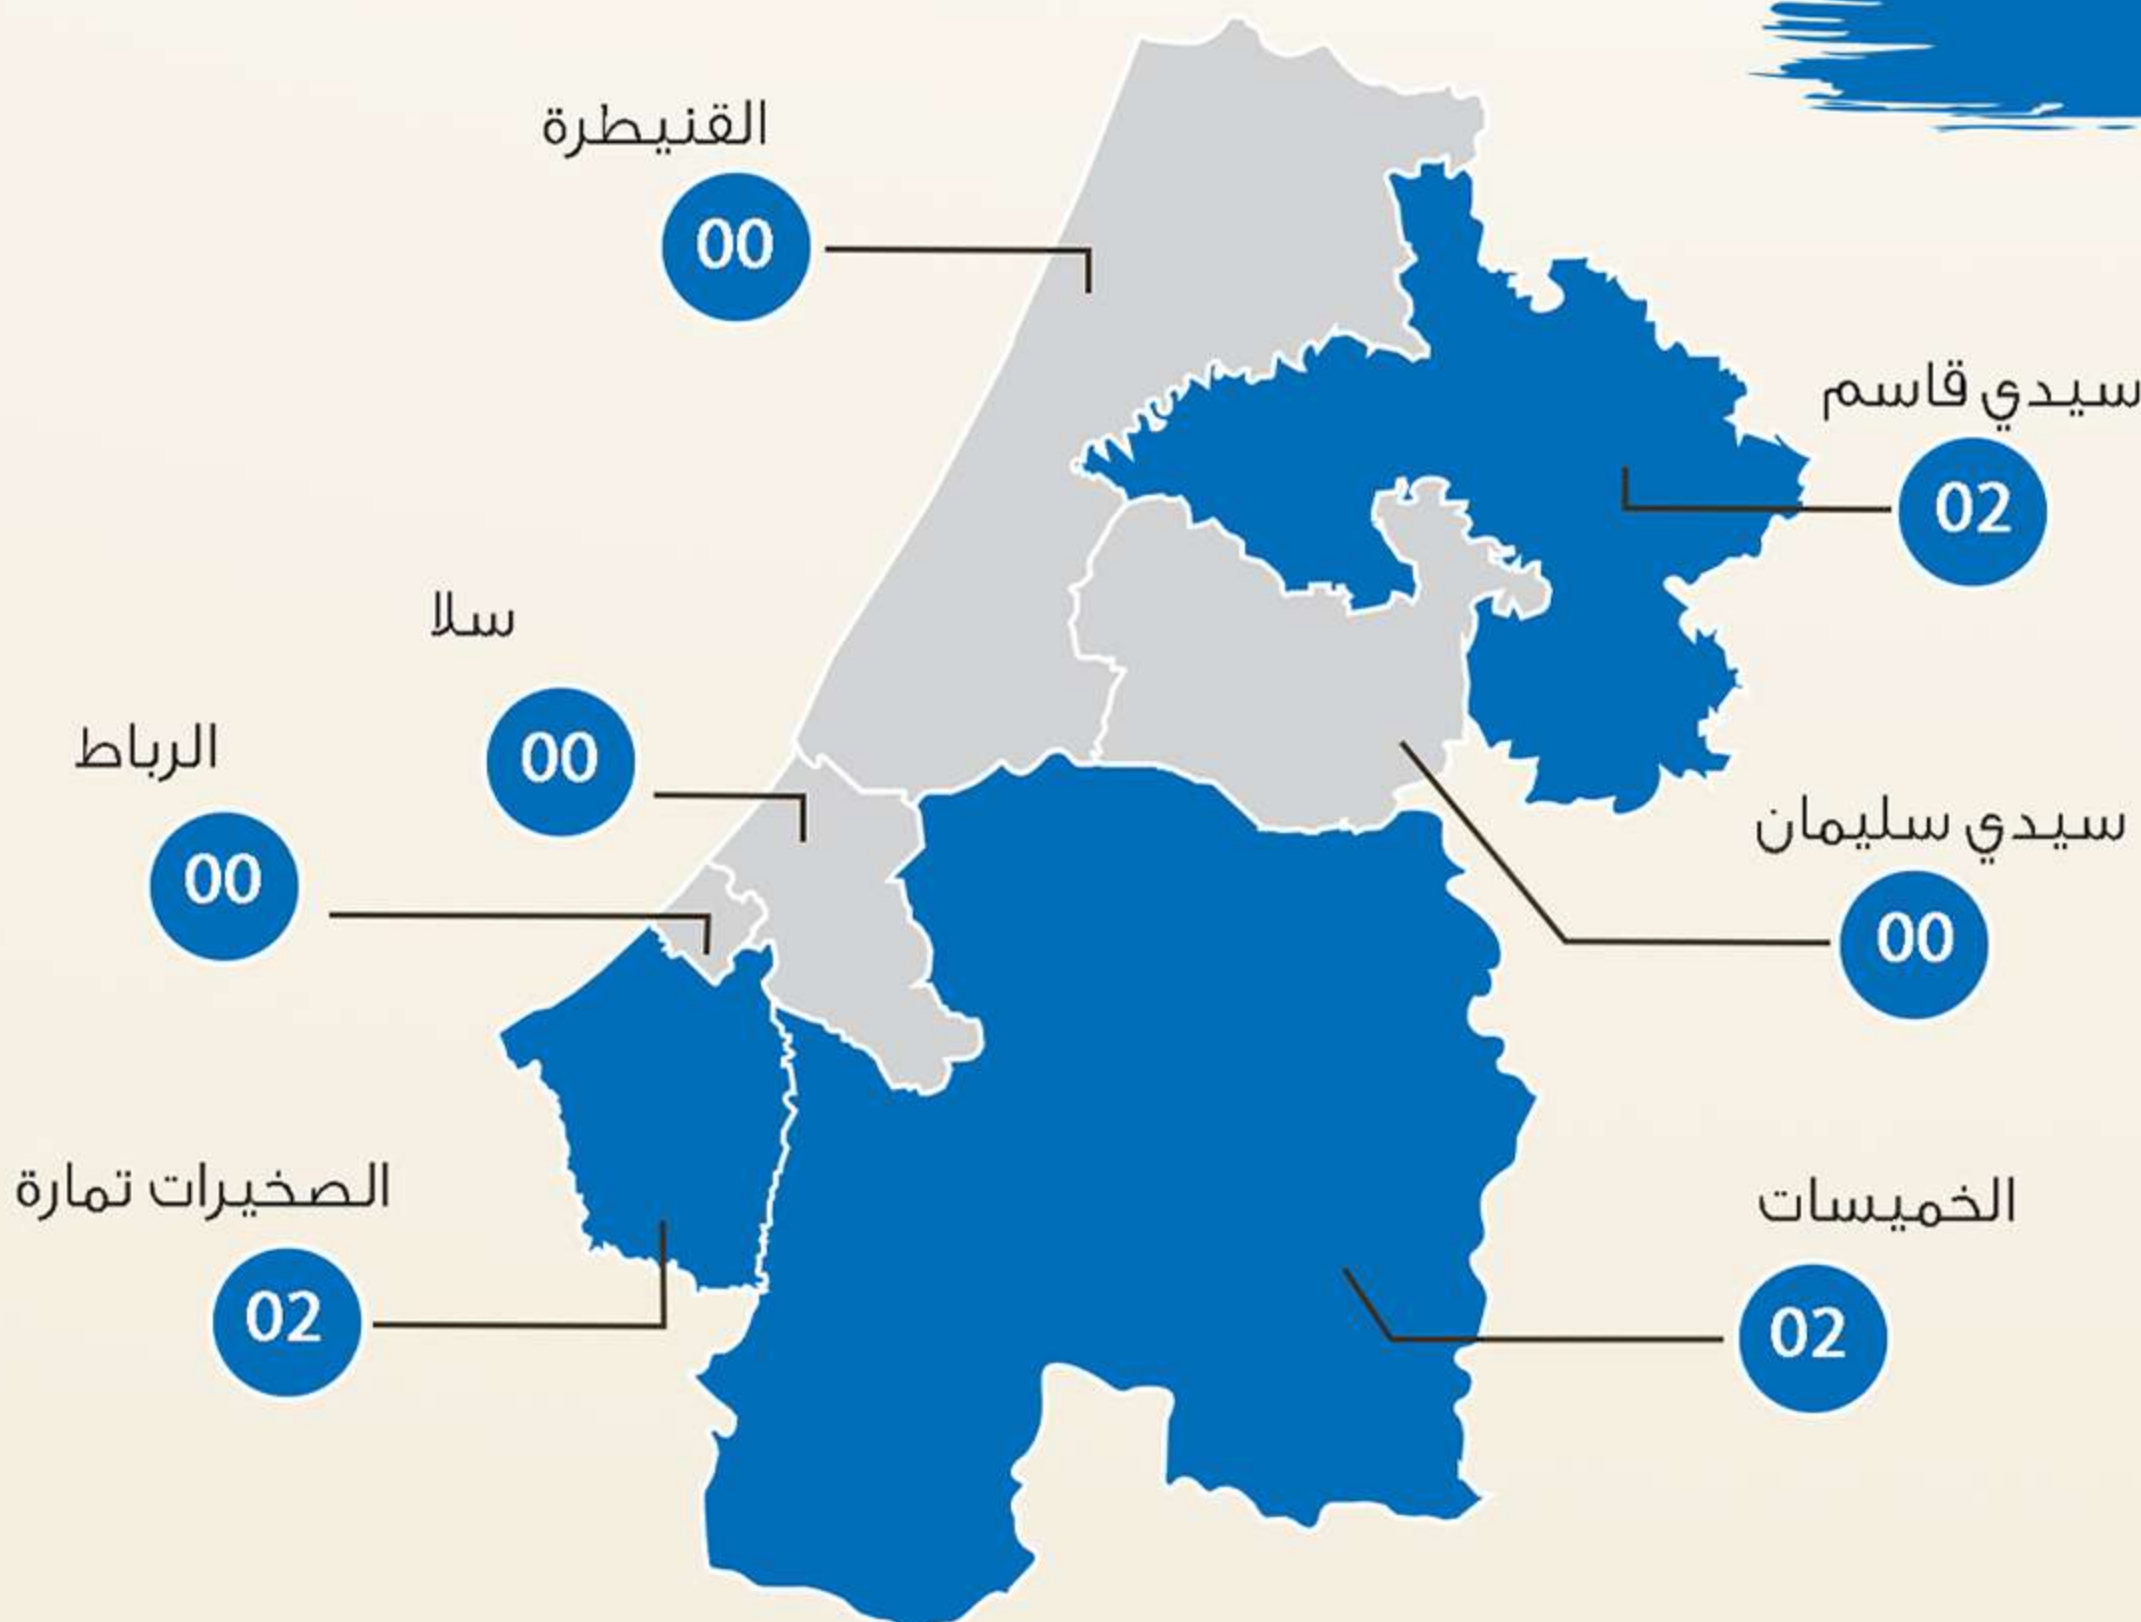 القنيطرة
00
سيدي قاسم
02
سلا
00
الرباط
00
سيدي سليمان
00
الصخيرات تمارة
02
الخميسات
02